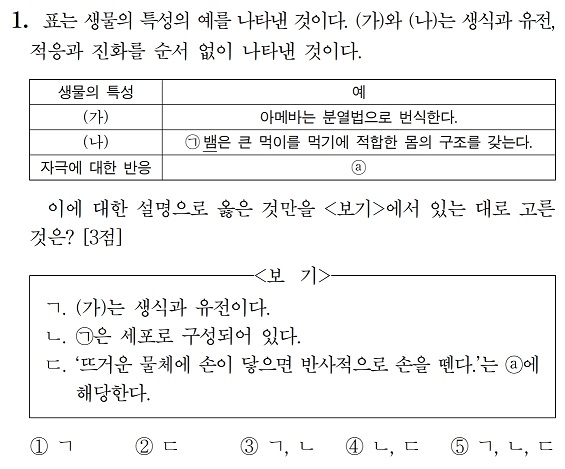 1. 표는 생물의 특성의 예를 나타낸 것이다. (가)와 (나)는 생식과 유전,
적응과 진화를 순서 없이 나타낸 것이다.
생물의 특성 예
(가) 아메바는 분열법으로 번식한다.
(나) ㉠뱀은 큰 먹이를 먹기에 적합한 몸의 구조를 갖는다.
자극에 대한 반응 ⓐ
이에 대한 설명으로 옳은 것만을 <보기>에서 있는 대로 고른
것은? [3점]
<보 기>
ㄱ. (가)는 생식과 유전이다.
ㄴ. ㉠은 세포로 구성되어 있다.
ㄷ. ‘뜨거운 물체에 손이 닿으면 반사적으로 손을 뗀다.’는 ⓐ에
해당한다.
① ㄱ ② ㄷ ③ ㄱ, ㄴ ④ ㄴ, ㄷ ⑤ ㄱ, ㄴ, ㄷ